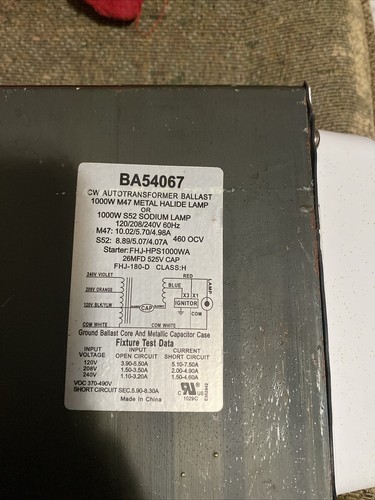 BA54067
CW AUTOTRANSFORMER BALLAST
1000W M47 METAL HALIDE LAMP
OR
1000W S52 SODIUM LAMP
120/208/240V 60Hz
M47: 10.02/5.70/4.98A
S52: 8.89/5.07/4.07A 460 OCV
Starter:FHJ-HPS1000WA
26MFD 525V CAP
FHJ-180-D CLASS:H
240V VIOLET
208V ORANGE
120V BLK/YLW
COM WHITE
CAP
BLUE
RED
X3 X1
IGNITOR
LAMP
COM WHITE
COM
Ground Ballast Core And Metallic Capacitor Case
Fixture Test Data
INPUT VOLTAGE INPUT OPEN CIRCUIT CURRENT SHORT CIRCUIT
120V 3.90-6.50A 5.10-7.50A
208V 1.50-3.50A 2.00-4.90A
240V 1.10-3.20A 1.50-4.60A
VOC 370-490V
SHORT CIRCUIT SEC.5.90-8.30A
Made in China
C UL US
1029C